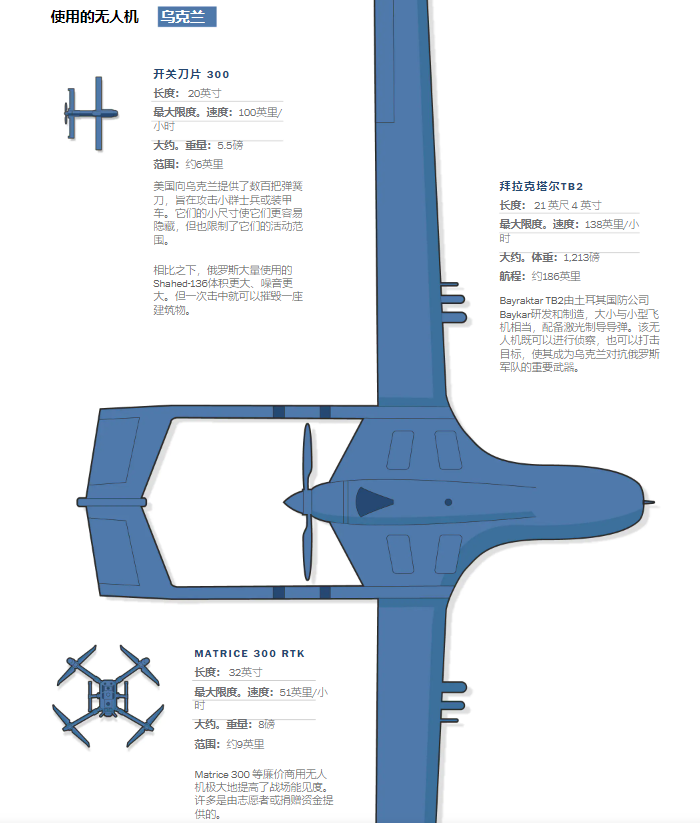 使用的无人机 乌克兰
开关刀片 300
长度： 20英寸
最大限度。速度：100英里/
小时
大约。重量：5.5磅
范围：约6英里
美国向乌克兰提供了数百把弹簧
刀，旨在攻击小群士兵或装甲
车。它们的小尺寸使它们更容易
隐藏，但也限制了它们的活动范
围。
相比之下，俄罗斯大量使用的
Shahed-136体积更大、噪音更
大。但一次击中就可以摧毁一座
建筑物。
拜拉克塔尔TB2
长度： 21 英尺 4 英寸
最大限度。速度：138英里/小
时
大约。体重：1,213磅
航程：约186英里
Bayraktar TB2由土耳其国防公司
Baykar研发和制造，大小与小型飞
机相当，配备激光制导导弹。该无
人机既可以进行侦察，也可以打击
目标，使其成为乌克兰对抗俄罗斯
军队的重要武器。
MATRICE 300 RTK
长度： 32英寸
最大限度。速度：51英里/小
时
大约。重量：8磅
范围：约9英里
Matrice 300 等廉价商用无人
机极大地提高了战场能见度。
许多是由志愿者或捐赠资金提
供的。